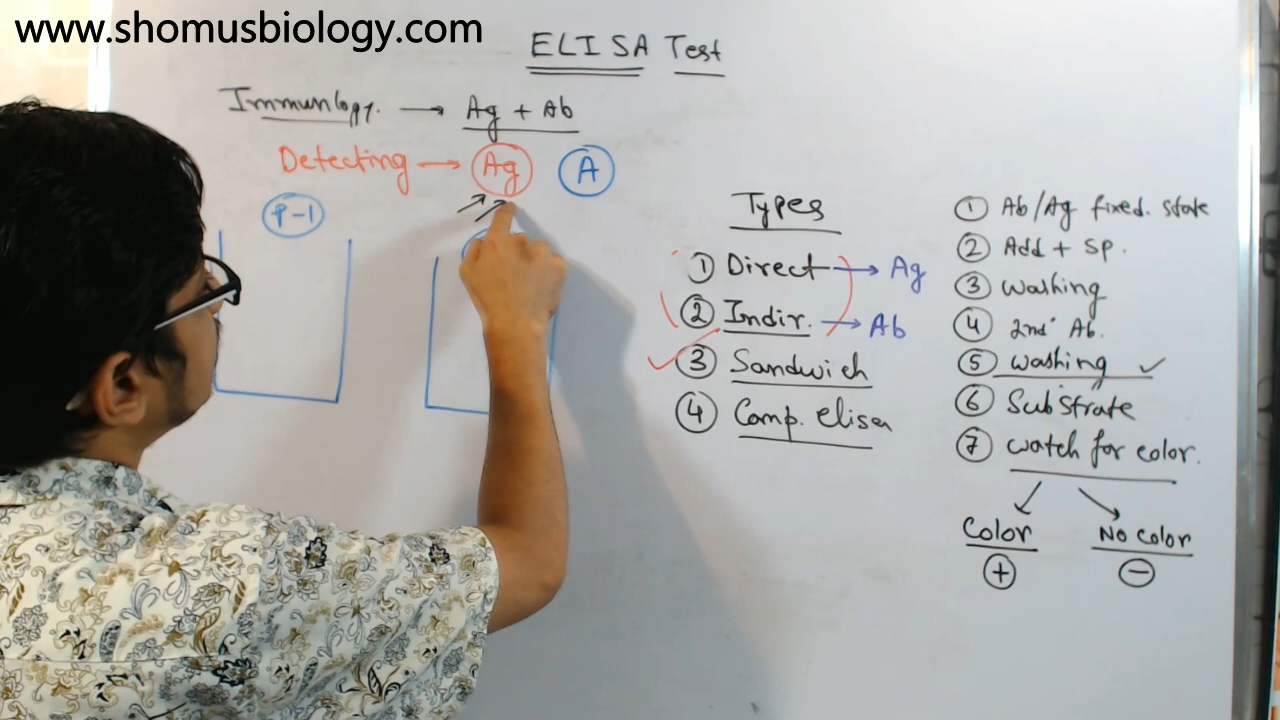 www.shomusbiology.com
ELISA Test
Immunlogy. → Ag + Ab
Detecting → Ag A
P-1
Types
① Direct → Ag
② Indir. → Ab
③ Sandwich
④ Comp. elisa
① Ab/Ag fixed. state
② Add + Sp.
③ washing
④ 2nd Ab.
⑤ washing ✓
⑥ Substrate
⑦ watch for color.
Color No color
+ −